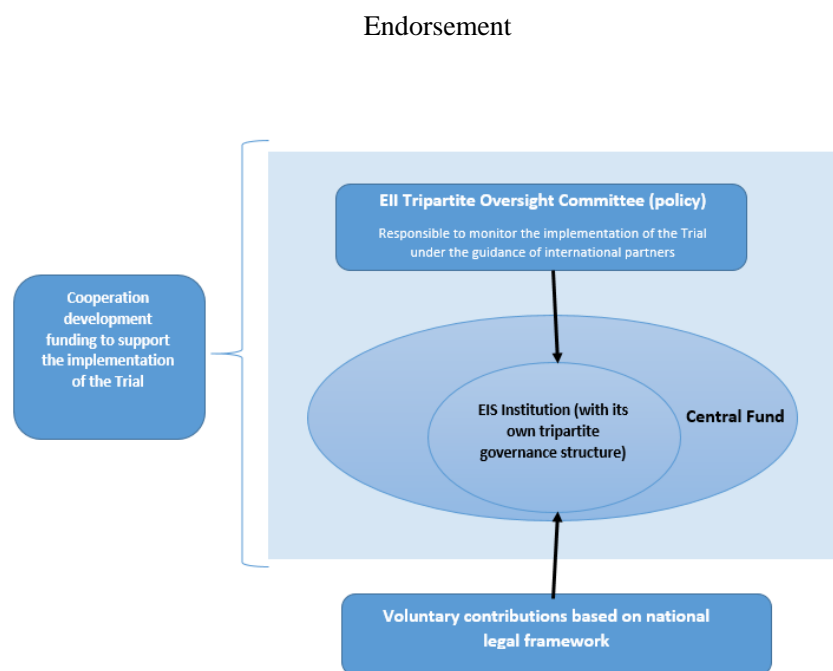 Endorsement
EII Tripartite Oversight Committee (policy)
Responsible to monitor the implementation of the Trial
under the guidance of international partners
Cooperation
development
funding to support
the implementation
of the Trial
EIS Institution (with its
own tripartite
governance structure)
Central Fund
Voluntary contributions based on national
legal framework